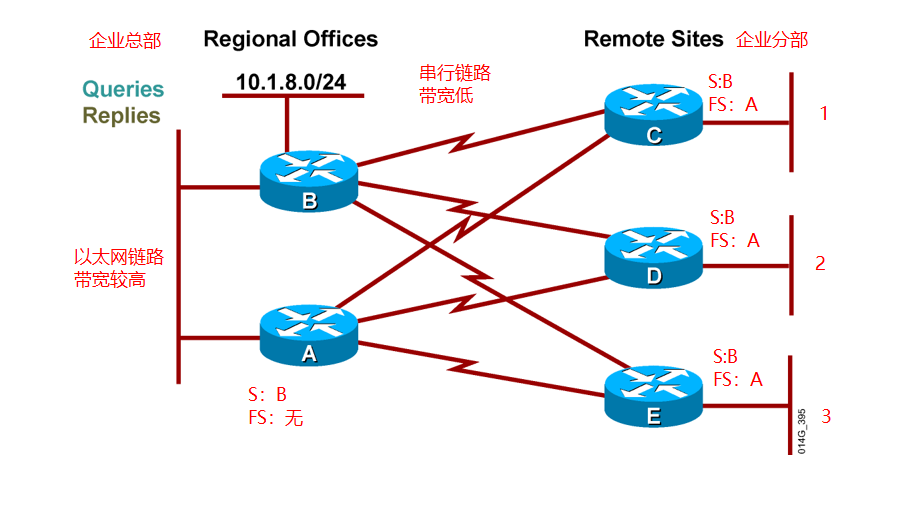 企业总部
Regional Offices
Remote Sites
企业分部
Queries
Replies
10.1.8.0/24
串行链路
带宽低
S:B
FS：A
C
1
B
以太网链路
带宽较高
S:B
FS：A
D
2
A
S：B
FS：无
S:B
FS：A
E
3
014G_395